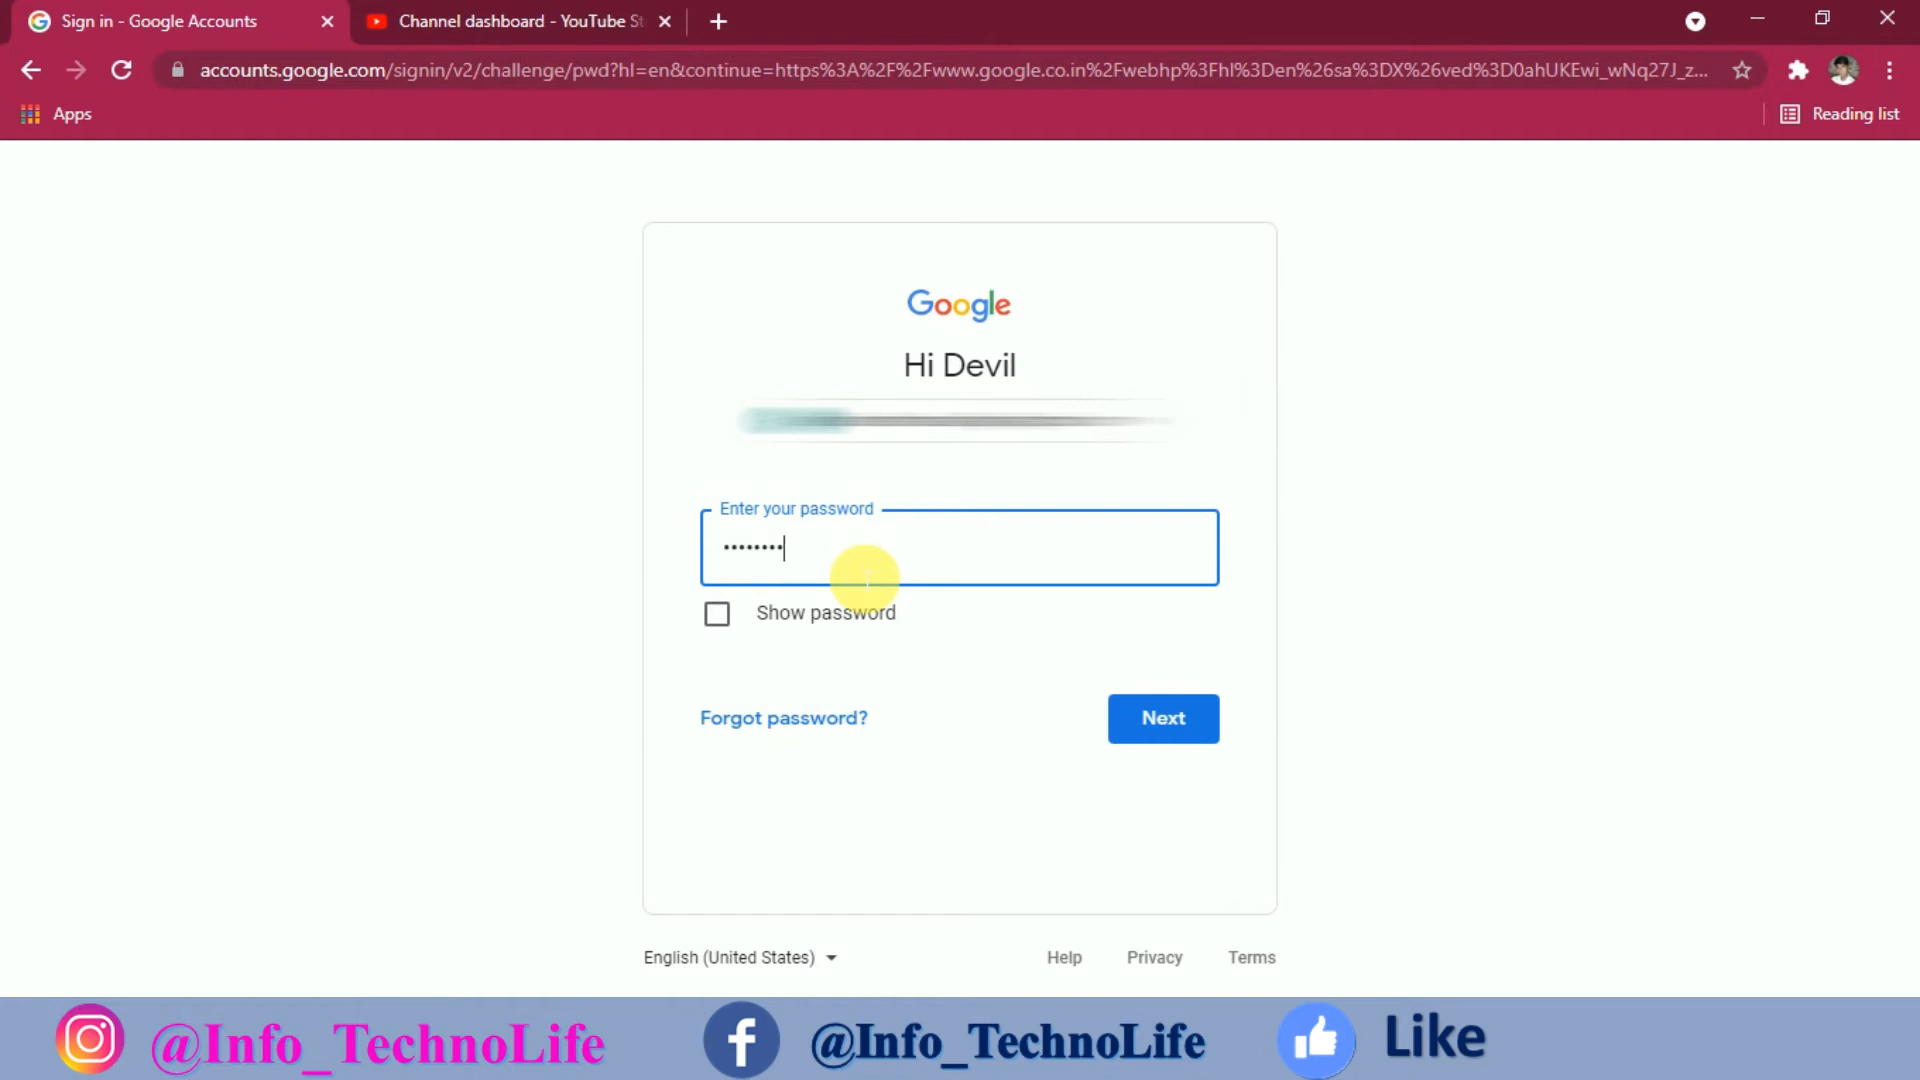 Sign in - Google Accounts
Channel dashboard - YouTube St
accounts.google.com/signin/v2/challenge/pwd?hl=en&continue=https%3A%2F%2Fwww.google.co.in%2Fwebhp%3Fhl%3Den%26sa%3DX%26ved%3D0ahUKEwi_wNq27J_z...
Apps
Reading list
Google
Hi Devil
Enter your password
••••••••
Show password
Forgot password?
Next
English (United States)
Help
Privacy
Terms
@Info_TechnoLife
@Info_TechnoLife
Like